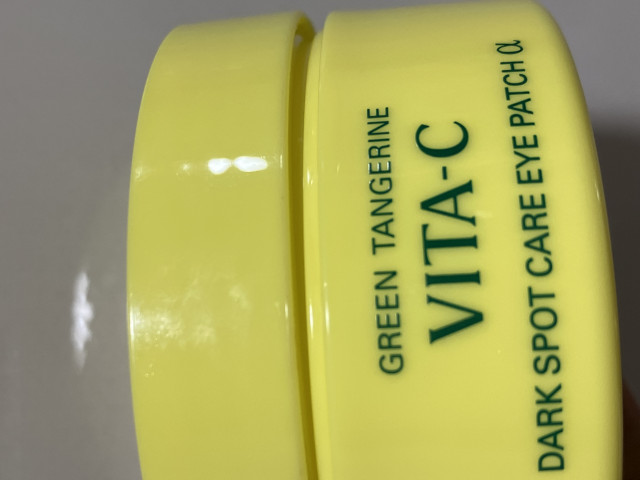 GREEN TANGERINE
VITA-C
DARK SPOT CARE EYE PATCH α